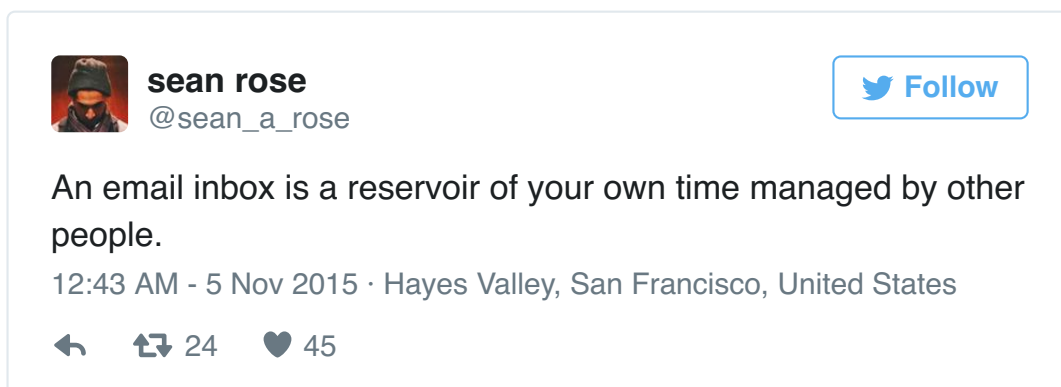 sean rose
@sean_a_rose
Follow
An email inbox is a reservoir of your own time managed by other
people.
12:43 AM - 5 Nov 2015 · Hayes Valley, San Francisco, United States
24 45